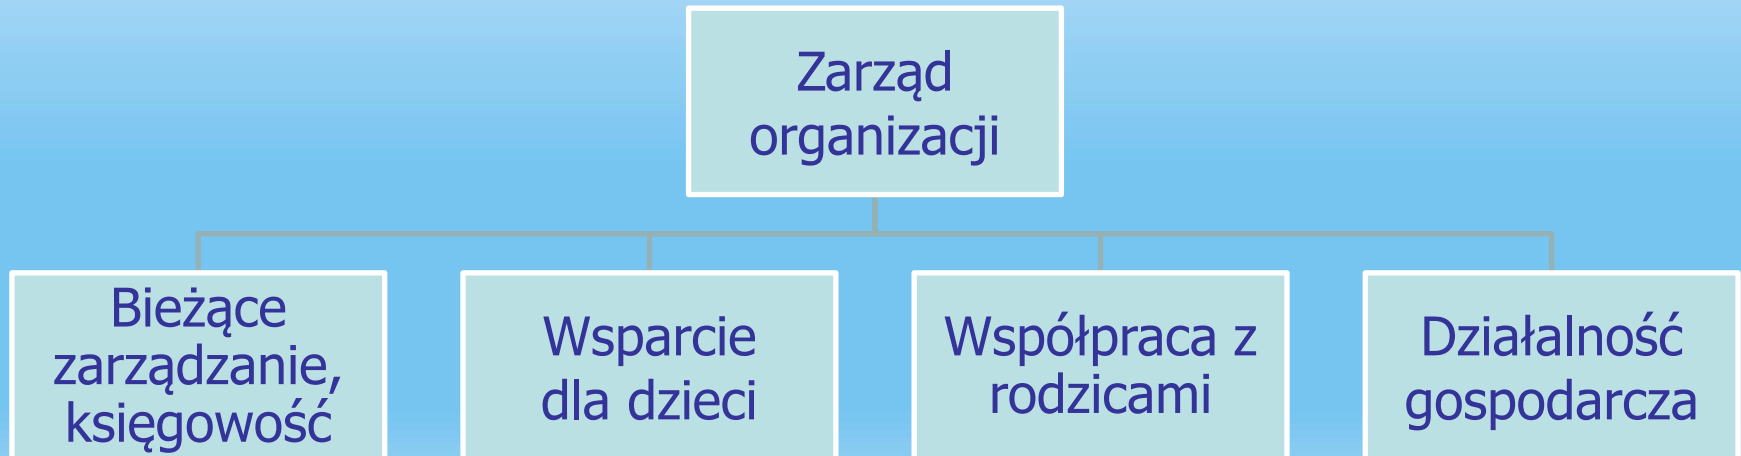 Zarząd
organizacji
Bieżące
zarządzanie,
księgowość
Wsparcie
dla dzieci
Współpraca z
rodzicami
Działalność
gospodarcza